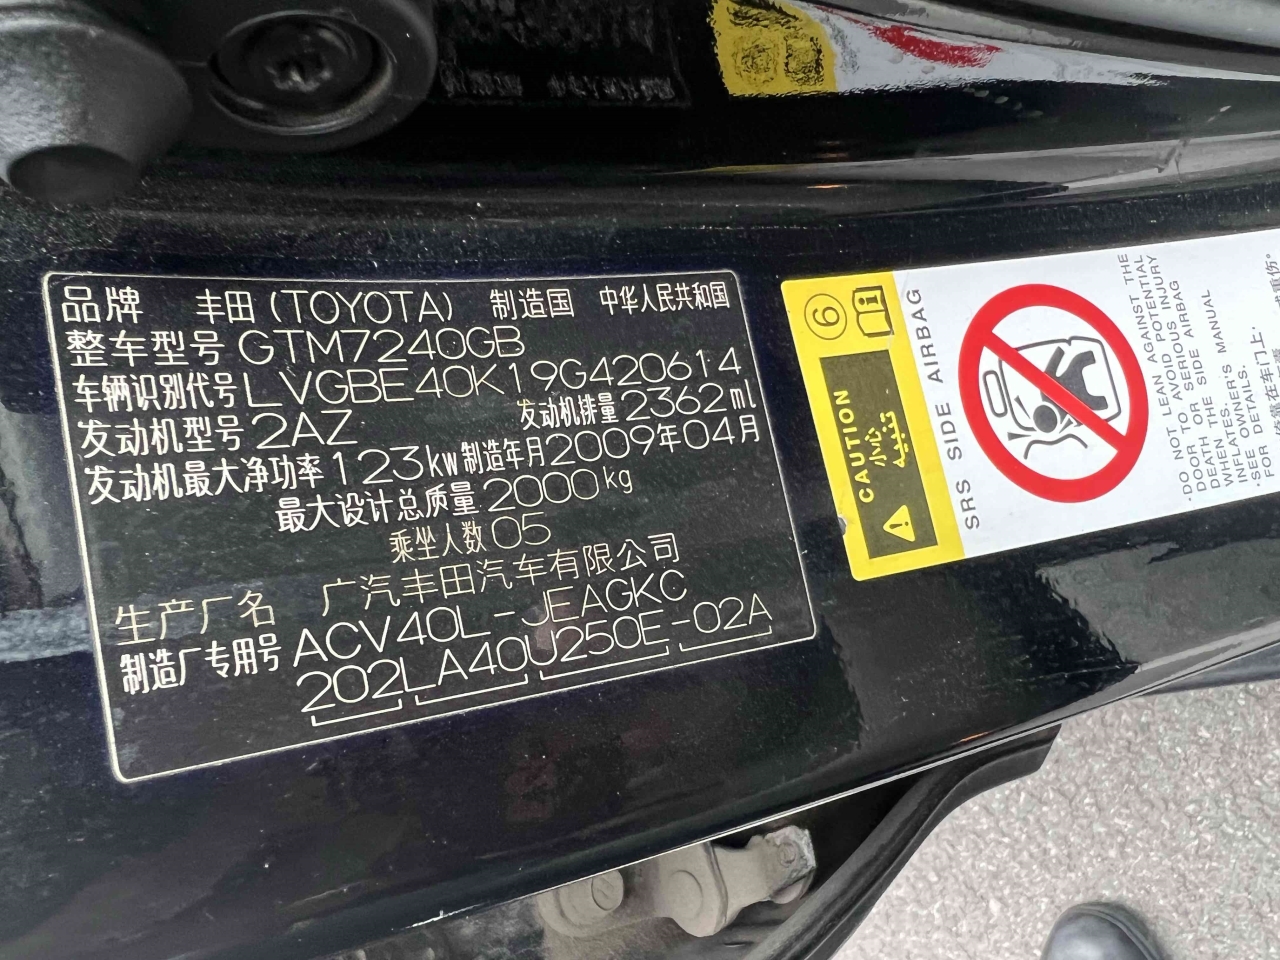 品牌 丰田(TOYOTA) 制造国 中华人民共和国
整车型号 GTM7240GB
车辆识别代号 LVGBE40K19G420614
发动机型号 2AZ 发动机排量 2362ml
发动机最大净功率 123kw 制造年月 2009年04月
最大设计总质量 2000kg
乘坐人数 05
生产厂名 广汽丰田汽车有限公司
制造厂专用号 ACV40L-JEAGKC
202LA40U250E-02A
6
CAUTION
小心
تنبيه
SRS SIDE AIRBAG
·DO NOT LEAN AGAINST THE
DOOR TO AVOID POTENTIAL
DEATH OR SERIOUS INJURY
WHEN THE SIDE AIRBAG
INFLATES.
·SEE OWNER'S MANUAL
FOR DETAILS.